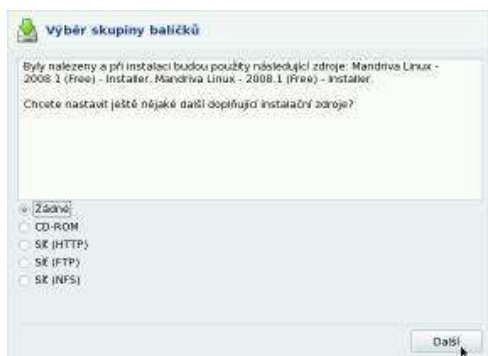 Výběr skupiny balíčků
Byly nalezeny a při instalaci budou použity následující zdroje: Mandriva Linux -
2008.1 (Free) - Installer, Mandriva Linux - 2008.1 (Free) - Installer.
Chcete nastavit ještě nějaké další doplňující instalační zdroje?
Žádné
CD-ROM
Síť (HTTP)
Síť (FTP)
Síť (NFS)
Další